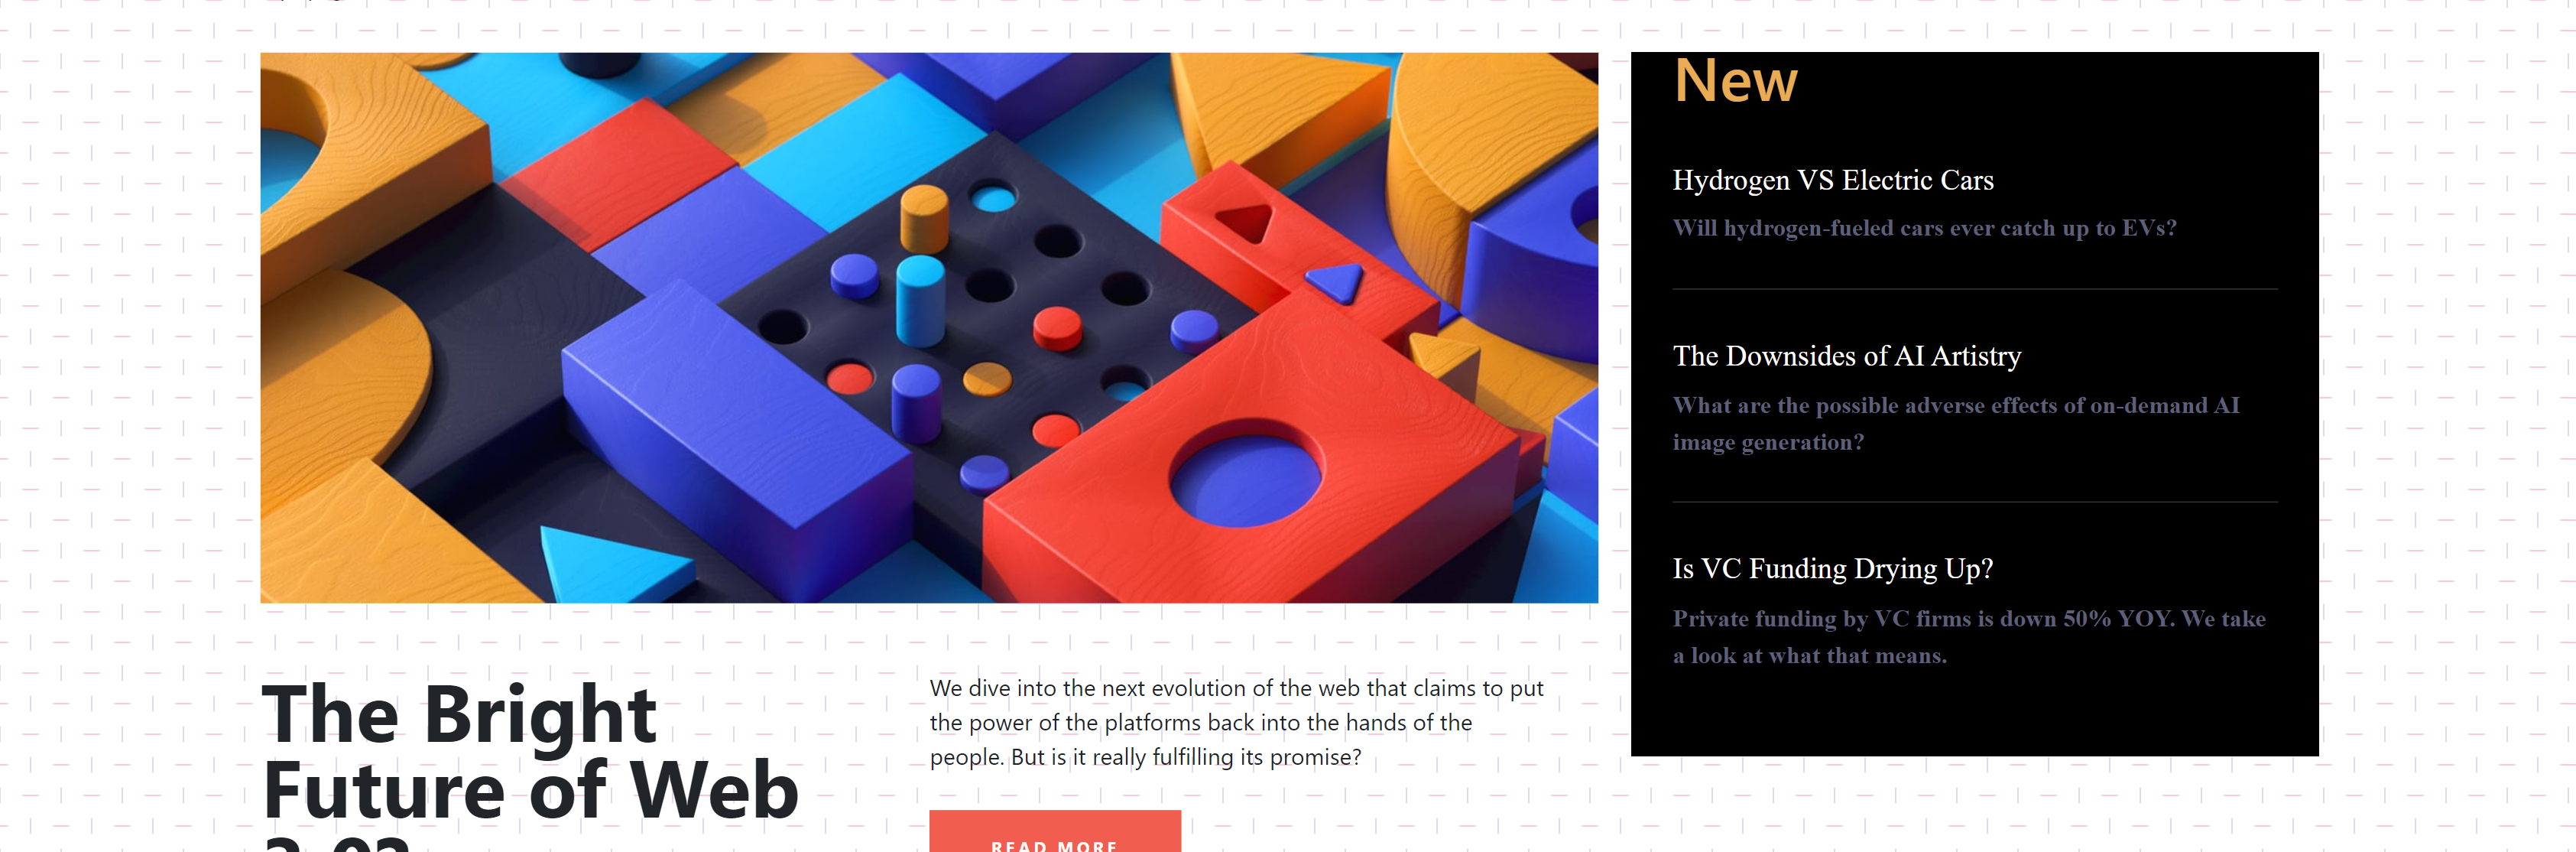 New
Hydrogen VS Electric Cars
Will hydrogen-fueled cars ever catch up to EVs?
The Downsides of AI Artistry
What are the possible adverse effects of on-demand AI
image generation?
Is VC Funding Drying Up?
Private funding by VC firms is down 50% YOY. We take
a look at what that means.
The Bright
Future of Web
We dive into the next evolution of the web that claims to put
the power of the platforms back into the hands of the
people. But is it really fulfilling its promise?
READ MORE